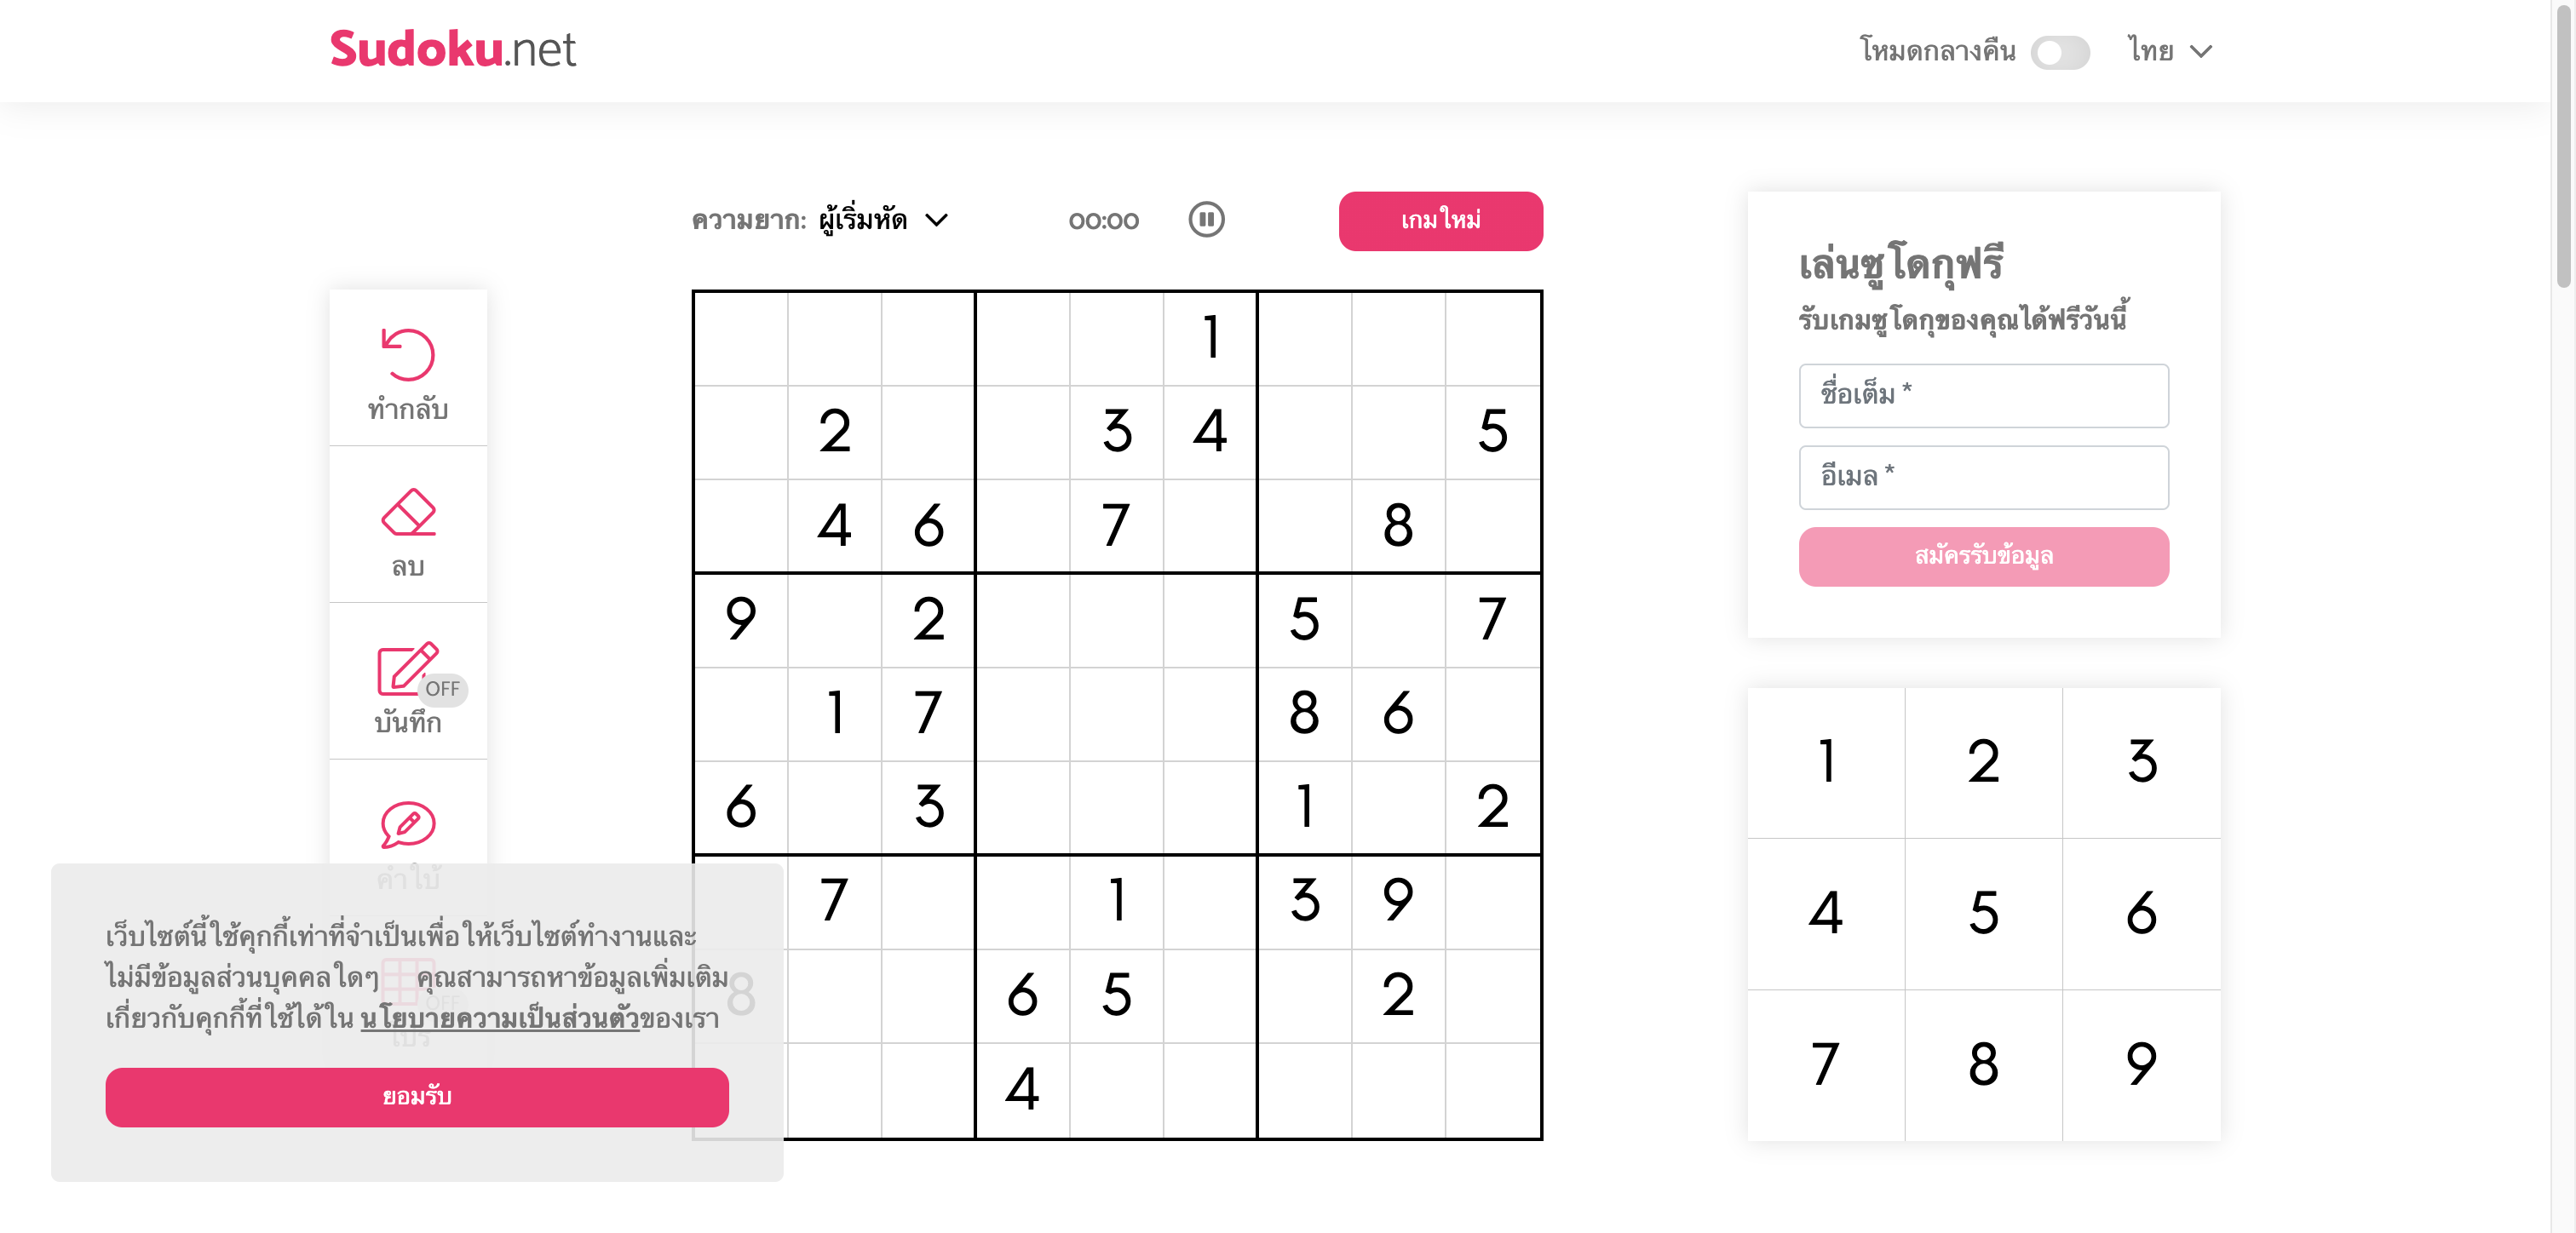 Sudoku.net
โหมดกลางคืน
ไทย
ความยาก: ผู้เริ่มหัด
00:00
เกมใหม่
ทำกลับ
ลบ
OFF
บันทึก
คำใบ้
OFF
1
2 3 4 5
4 6 7 8
9 2 5 7
1 7 8 6
6 3 1 2
7 1 3 9
8 6 5 2
4
เล่นซูโดกุฟรี
รับเกมซูโดกุของคุณได้ฟรีวันนี้
ชื่อเต็ม *
อีเมล *
สมัครรับข้อมูล
1 2 3
4 5 6
7 8 9
เว็บไซต์นี้ใช้คุกกี้เท่าที่จำเป็นเพื่อให้เว็บไซต์ทำงานและ
ไม่มีข้อมูลส่วนบุคคลใดๆ คุณสามารถหาข้อมูลเพิ่มเติม
เกี่ยวกับคุกกี้ที่ใช้ได้ใน นโยบายความเป็นส่วนตัวของเรา
ยอมรับ